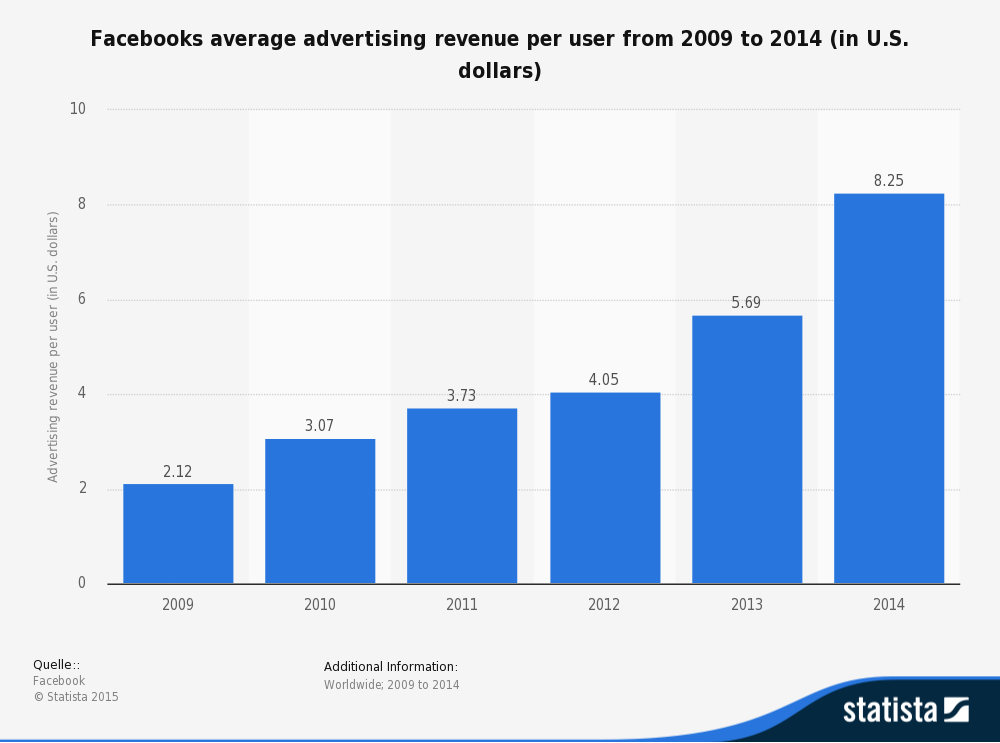 Facebooks average advertising revenue per user from 2009 to 2014 (in U.S.
dollars)
Advertising revenue per user (in U.S. dollars)
10
8
6
4
2
0
2.12
3.07
3.73
4.05
5.69
8.25
2009
2010
2011
2012
2013
2014
Quelle::
Facebook
© Statista 2015
Additional Information:
Worldwide; 2009 to 2014
statista